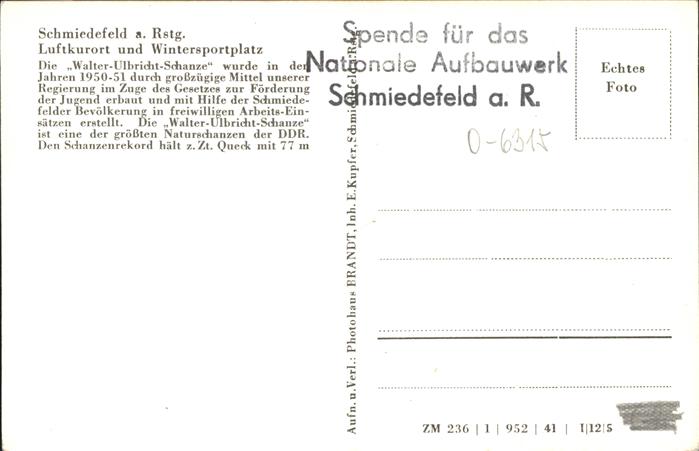 Schmiedefeld a. Rstg.
Luftkurort und Wintersportplatz
Die „Walter-Ulbricht-Schanze“ wurde in den
Jahren 1950-51 durch großzügige Mittel unserer
Regierung im Zuge des Gesetzes zur Förderung
der Jugend erbaut und mit Hilfe der Schmiede-
felder Bevölkerung in freiwilligen Arbeits-Ein-
sätzen erstellt. Die „Walter-Ulbricht-Schanze“
ist eine der größten Naturschanzen der DDR.
Den Schanzenrekord hält z. Zt. Queck mit 77 m
Aufn. u. Verl.: Photohaus BRANDT, Inh. E. Kupfer, Schmiedefeld a. Rstg.
Spende für das
Nationale Aufbauwerk
Schmiedefeld a. R.
Echtes
Foto
0-6315
ZM 236 | 1 | 952 | 41 | I|12|5